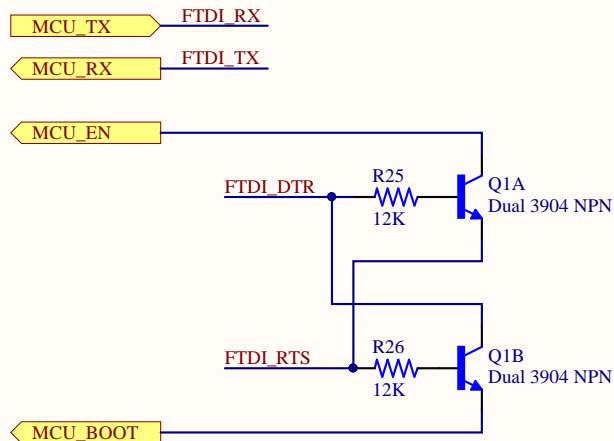 MCU_TX
FTDI_RX
MCU_RX
FTDI_TX
MCU_EN
R25
Q1A
FTDI_DTR
Dual 3904 NPN
12K
R26
Q1B
FTDI_RTS
Dual 3904 NPN
12K
MCU_BOOT